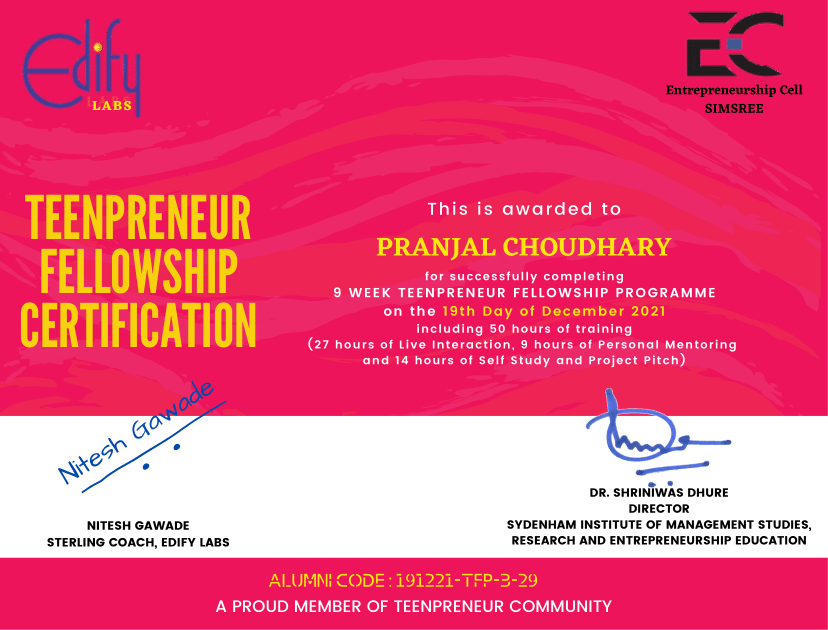 Edify
LABS
EC
Entrepreneurship Cell
SIMSREE
TEENPRENEUR
FELLOWSHIP
CERTIFICATION
This is awarded to
PRANJAL CHOUDHARY
for successfully completing
9 WEEK TEENPRENEUR FELLOWSHIP PROGRAMME
on the 19th Day of December 2021
including 50 hours of training
(27 hours of Live Interaction, 9 hours of Personal Mentoring
and 14 hours of Self Study and Project Pitch)
Nitesh Gawade
NITESH GAWADE
STERLING COACH, EDIFY LABS
DR. SHRINIWAS DHURE
DIRECTOR
SYDENHAM INSTITUTE OF MANAGEMENT STUDIES,
RESEARCH AND ENTREPRENEURSHIP EDUCATION
ALUMNI CODE : 191221-TFP-B-29
A PROUD MEMBER OF TEENPRENEUR COMMUNITY